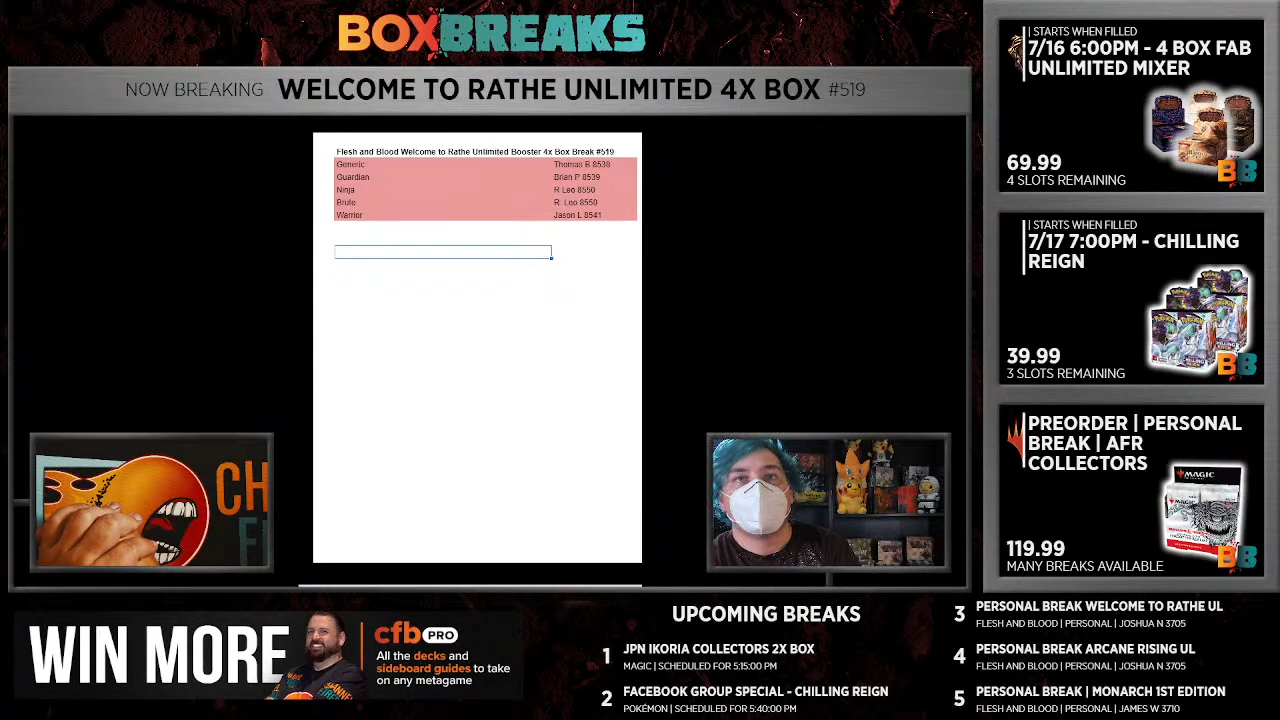 BOXBREAKS
NOW BREAKING WELCOME TO RATHE UNLIMITED 4X BOX #519
Flesh and Blood Welcome to Rathe Unlimited Booster 4x Box Break #519
Generic Thomas B 8538
Guardian Brian P 8539
Ninja R Leo 8550
Brute R Leo 8550
Warrior Jason L 8541
CH
FI
| STARTS WHEN FILLED
7/16 6:00PM - 4 BOX FAB
UNLIMITED MIXER
69.99
4 SLOTS REMAINING
BB
| STARTS WHEN FILLED
7/17 7:00PM - CHILLING
REIGN
39.99
3 SLOTS REMAINING
BB
PREORDER | PERSONAL
BREAK | AFR
COLLECTORS
MAGIC
119.99
MANY BREAKS AVAILABLE
BB
WIN MORE
cfb PRO
All the decks and
sideboard guides to take
on any metagame
UPCOMING BREAKS
1 JPN IKORIA COLLECTORS 2X BOX
MAGIC | SCHEDULED FOR 5:15:00 PM
2 FACEBOOK GROUP SPECIAL - CHILLING REIGN
POKÉMON | SCHEDULED FOR 5:40:00 PM
3 PERSONAL BREAK WELCOME TO RATHE UL
FLESH AND BLOOD | PERSONAL | JOSHUA N 3705
4 PERSONAL BREAK ARCANE RISING UL
FLESH AND BLOOD | PERSONAL | JOSHUA N 3705
5 PERSONAL BREAK | MONARCH 1ST EDITION
FLESH AND BLOOD | PERSONAL | JAMES W 3710